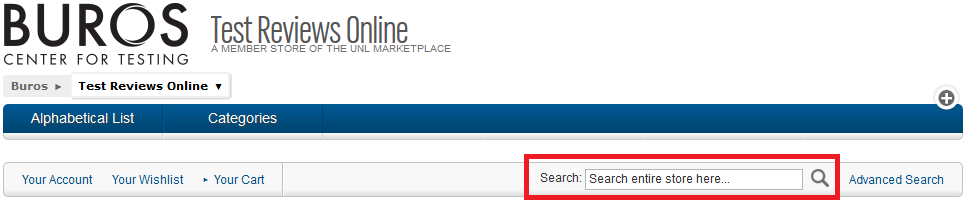 BUROS
CENTER FOR TESTING
Test Reviews Online
A MEMBER STORE OF THE UNL MARKETPLACE
Buros ▸ Test Reviews Online ▾
Alphabetical List Categories
Your Account Your Wishlist ▸ Your Cart Search: Search entire store here... Advanced Search